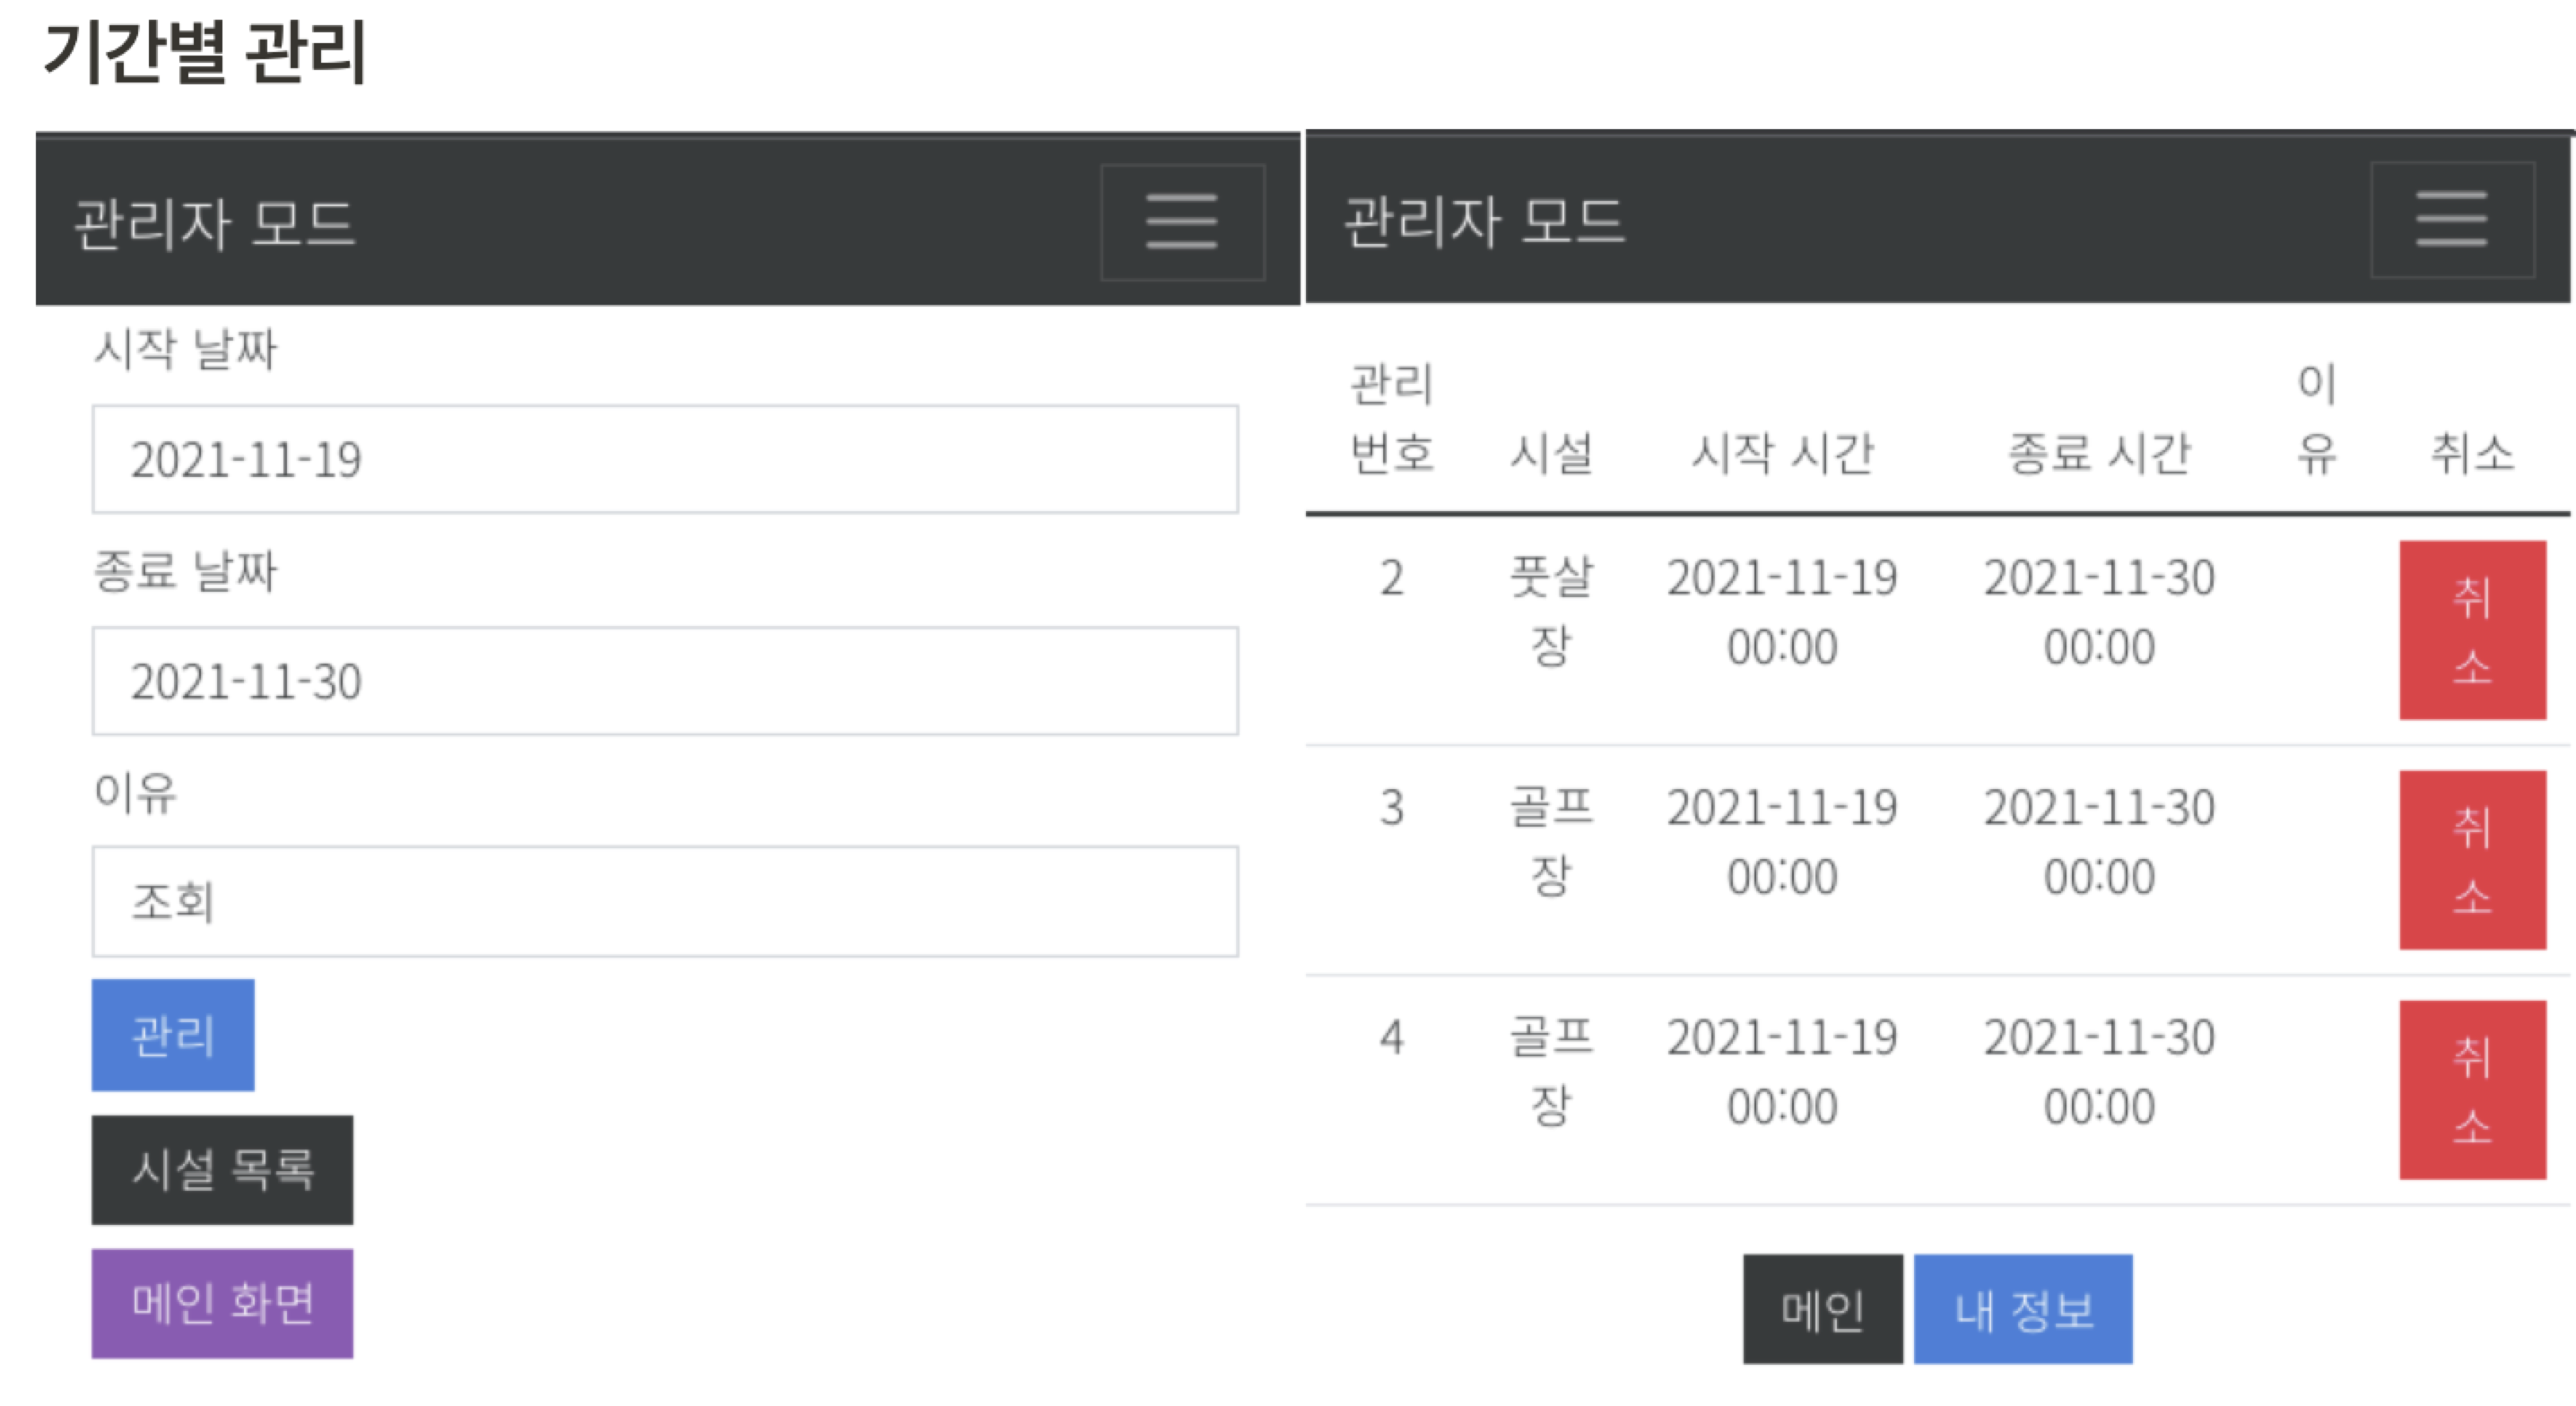 기간별 관리
관리자 모드
시작 날짜
2021-11-19
종료 날짜
2021-11-30
이유
조회
관리
시설 목록
메인 화면
관리자 모드
관리 번호 시설 시작 시간 종료 시간 이유 취소
2 풋살장 2021-11-19 00:00 2021-11-30 00:00 취소
3 골프장 2021-11-19 00:00 2021-11-30 00:00 취소
4 골프장 2021-11-19 00:00 2021-11-30 00:00 취소
메인 내 정보